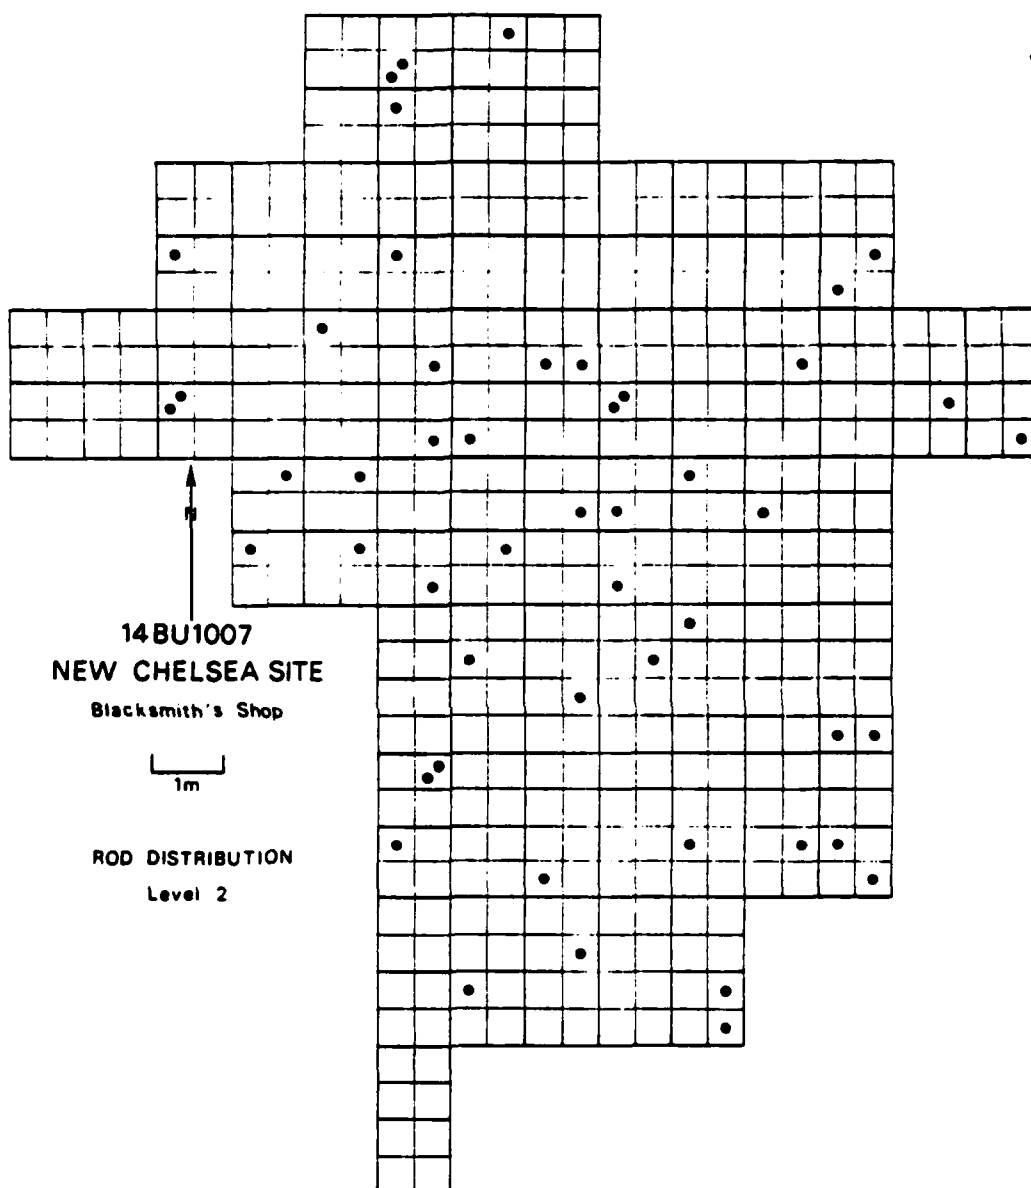 N
14BU1007
NEW CHELSEA SITE
Blacksmith's Shop
1m
ROD DISTRIBUTION
Level 2